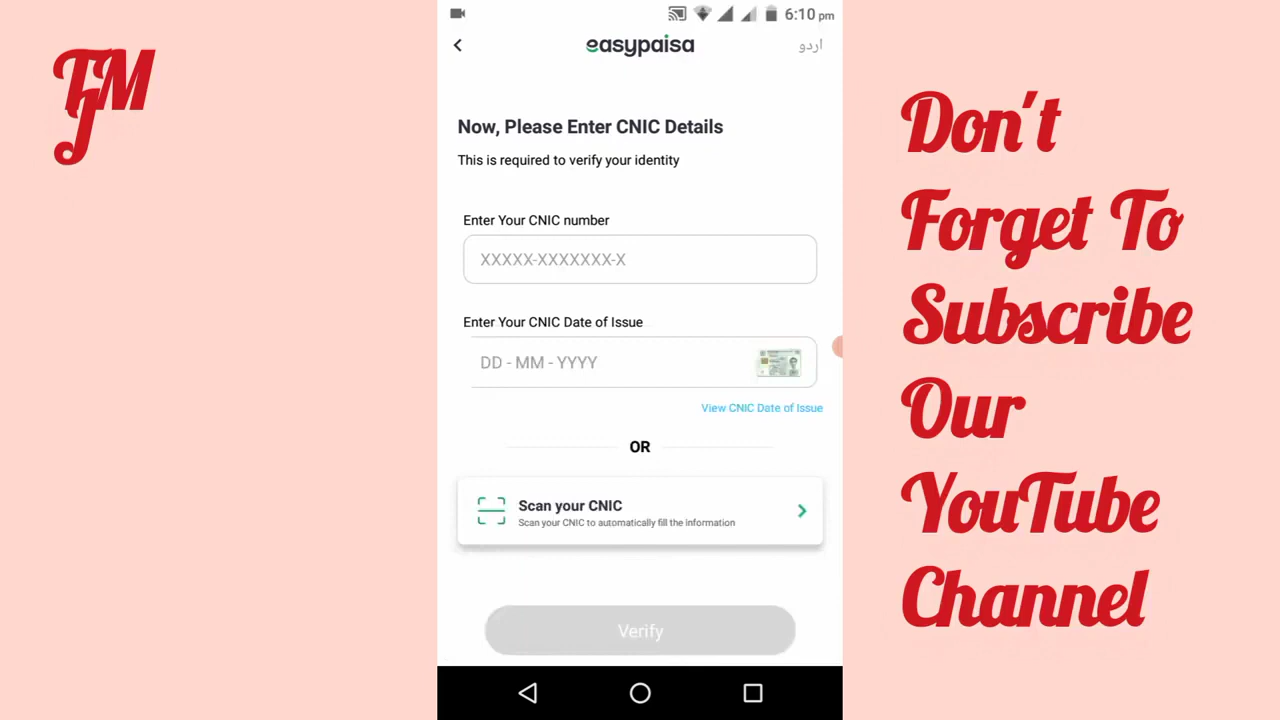 TM
J
6:10 pm
easypaisa
اردو
Now, Please Enter CNIC Details
This is required to verify your identity
Enter Your CNIC number
XXXXX-XXXXXXX-X
Enter Your CNIC Date of Issue
DD - MM - YYYY
View CNIC Date of Issue
OR
Scan your CNIC
Scan your CNIC to automatically fill the information
Verify
Don't
Forget To
Subscribe
Our
YouTube
Channel